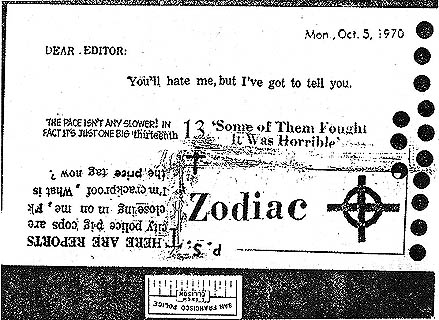 Mon., Oct. 5, 1970
DEAR EDITOR:
You'll hate me, but I've got to tell you.
THE PACE ISN'T ANY SLOWER! IN
FACT IT'S JUST ONE BIG thirteenth
13 'Some of Them Fought
It Was Horrible'
Zodiac
P. S.
THERE ARE REPORTS
city police pig cops are
closing in on me, Fk
I'm crackproof, What is
the price tag now ?
SAN FRANCISCO POLICE